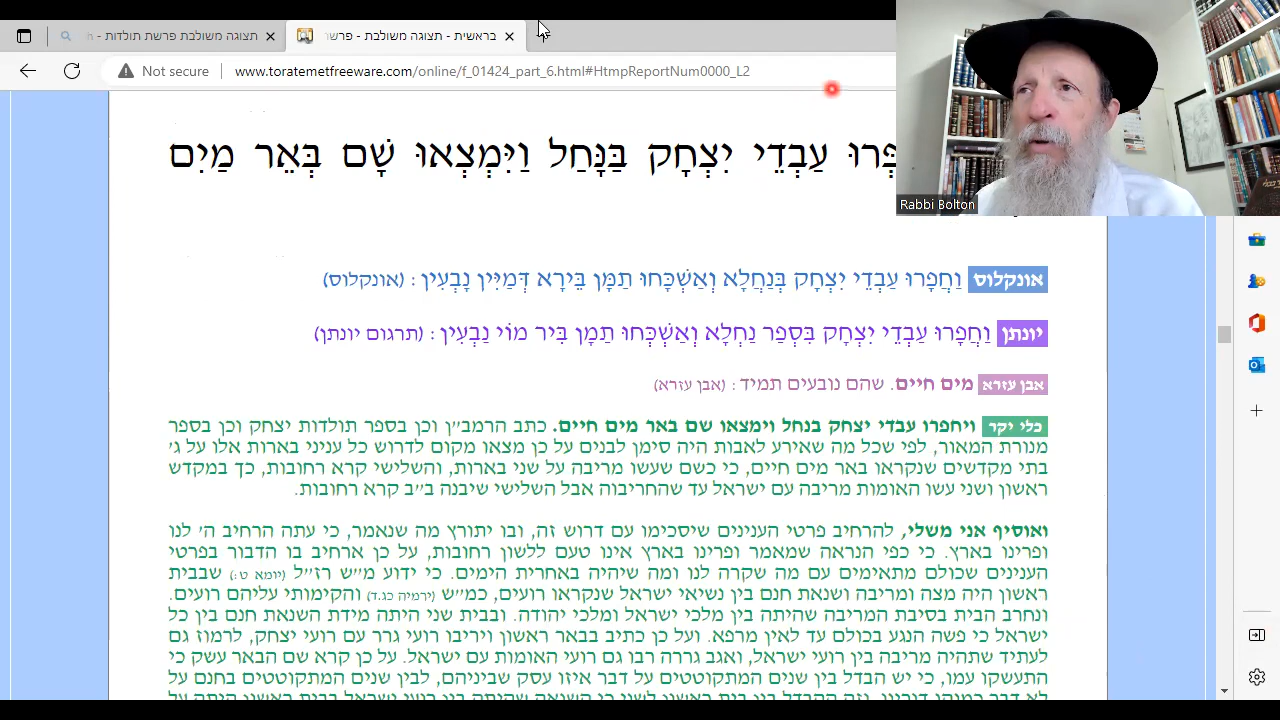 תצוגה משולבת פרשת תולדות - h
בראשית - תצוגה משולבת - פרשו
Not secure
www.toratemetfreeware.com/online/f_01424_part_6.html#HtmpReportNum0000_L2
פְּרוּ עַבְדֵי יִצְחָק בַּנָּחַל וַיִּמְצְאוּ שָׁם בְּאֵר מַיִם
Rabbi Bolton
אונקלוס וַחֲפָרוּ עַבְדֵי יִצְחָק בְּנַחֲלָא וְאַשְׁכָּחוּ תַמָּן בֵּירָא דְּמַיִּין נָבְעִין : (אונקלוס)
יונתן וַחֲפָרוּ עַבְדֵי יִצְחָק בִּסְפַר נַחְלָא וְאַשְׁכְּחוּ תַמָן בִּיר מוֹי נַבְעִין : (תרגום יונתן)
אבן עזרא מים חיים. שהם נובעים תמיד : (אבן עזרא)
כלי יקר ויחפרו עבדי יצחק בנחל וימצאו שם באר מים חיים. כתב הרמב״ן וכן בספר תולדות יצחק וכן בספר
מנורת המאור, לפי שכל מה שאירע לאבות היה סימן לבנים על כן מצאו מקום לדרוש כל עניני בארות אלו על ג׳
בתי מקדשים שנקראו באר מים חיים, כי כשם שעשו מריבה על שני בארות, והשלישי קרא רחובות, כך במקדש
ראשון ושני עשו האומות מריבה עם ישראל עד שהחריבוה אבל השלישי שיבנה ב״ב קרא רחובות.
ואוסיף אני משלי, להרחיב פרטי הענינים שיסכימו עם דרוש זה, ובו יתורץ מה שנאמר, כי עתה הרחיב ה׳ לנו
ופרינו בארץ. כי כפי הנראה שמאמר ופרינו בארץ אינו טעם ללשון רחובות, על כן ארחיב בו הדבור בפרטי
הענינים שכולם מתאימים עם מה שקרה לנו ומה שיהיה באחרית הימים. כי ידוע מ״ש רז״ל (יומא ט:) שבבית
ראשון היה מצה ומריבה ושנאת חנם בין נשיאי ישראל שנקראו רועים, כמ״ש (ירמיה כג.ד) והקימותי עליהם רועים.
ונחרב הבית בסיבת המריבה שהיתה בין מלכי ישראל ומלכי יהודה. ובבית שני היתה מידת השנאת חנם בין כל
ישראל כי פשה הנגע בכולם עד לאין מרפא. ועל כן כתיב בבאר ראשון ויריבו רועי גרר עם רועי יצחק, לרמוז גם
לעתיד שתהיה מריבה בין רועי ישראל, ואגב גררה רבו גם רועי האומות עם ישראל. על כן קרא שם הבאר עשק כי
התעשקו עמו, כי יש הבדל בין שנים המתקוטטים על דבר איזו עסק שביניהם, לבין שנים המתקוטטים בחנם על